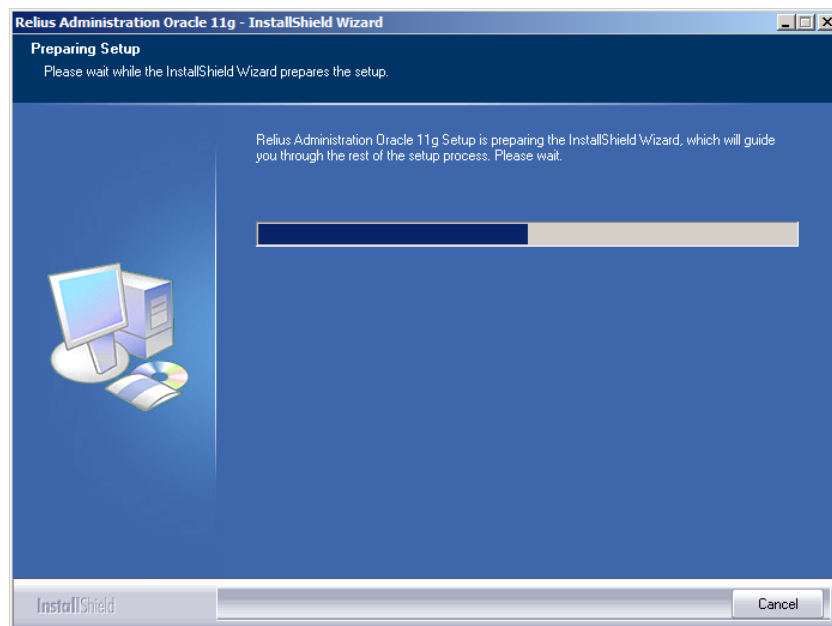 Relius Administration Oracle 11g - InstallShield Wizard
Preparing Setup
Please wait while the InstallShield Wizard prepares the setup.
Relius Administration Oracle 11g Setup is preparing the InstallShield Wizard, which will guide
you through the rest of the setup process. Please wait.
InstallShield
Cancel